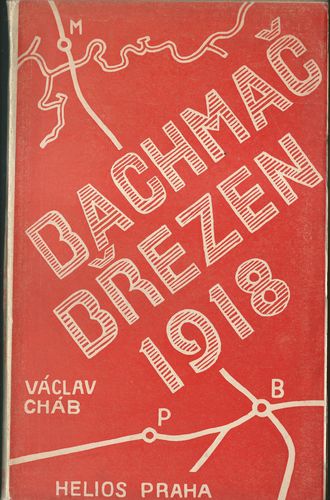 M
BACHMAČ
BŘEZEN
1918
VÁCLAV
CHÁB
B
P
HELIOS PRAHA